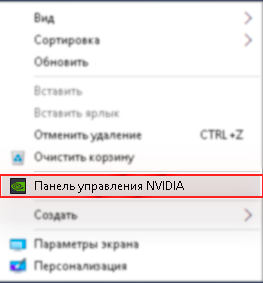 Вид
Сортировка
Обновить
Вставить
Вставить ярлык
Отменить удаление CTRL+Z
Очистить корзину
Панель управления NVIDIA
Создать
Параметры экрана
Персонализация